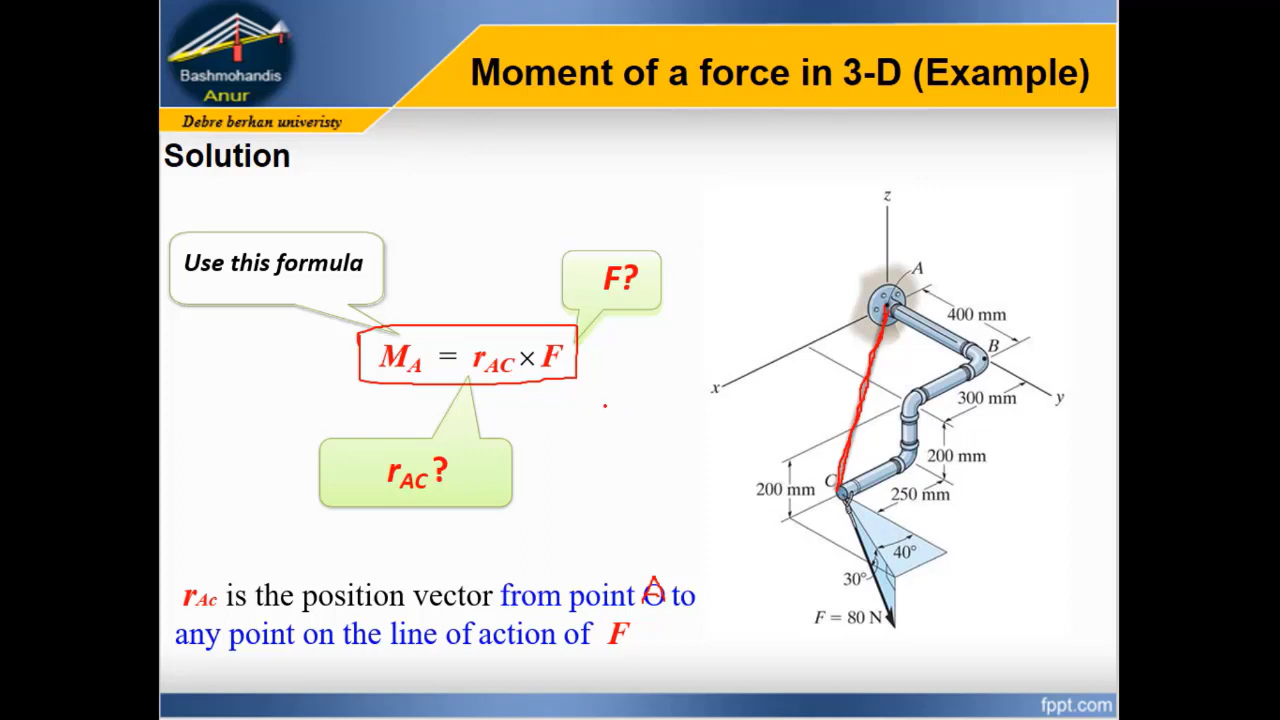 Bashmohandis
Anur
Debre berhan univeristy
Moment of a force in 3-D (Example)
Solution
Use this formula
F?
M_A = r_AC × F
r_AC ?
r_Ac is the position vector from point A to
any point on the line of action of F
z
A
400 mm
B
x
300 mm
y
200 mm
C
200 mm
250 mm
40°
30°
F = 80 N
fppt.com